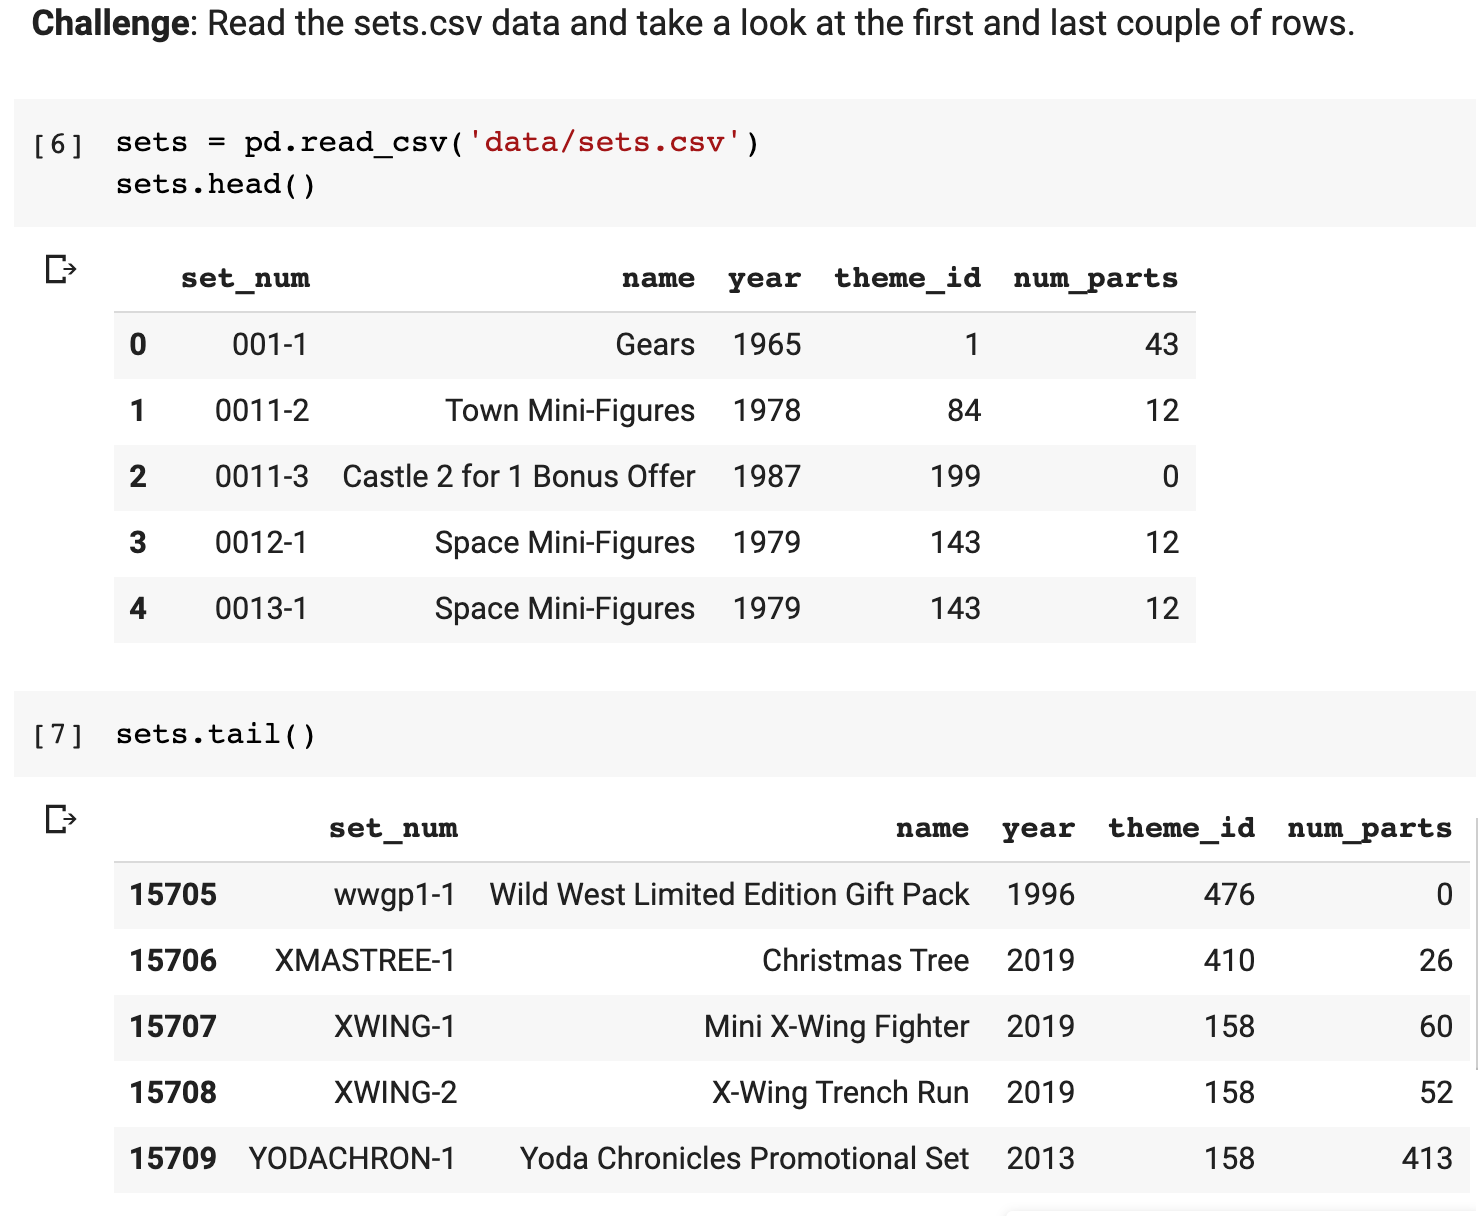 Challenge: Read the sets.csv data and take a look at the first and last couple of rows.
[6] sets = pd.read_csv('data/sets.csv')
sets.head()
set_num name year theme_id num_parts
0 001-1 Gears 1965 1 43
1 0011-2 Town Mini-Figures 1978 84 12
2 0011-3 Castle 2 for 1 Bonus Offer 1987 199 0
3 0012-1 Space Mini-Figures 1979 143 12
4 0013-1 Space Mini-Figures 1979 143 12
[7] sets.tail()
set_num name year theme_id num_parts
15705 wwgp1-1 Wild West Limited Edition Gift Pack 1996 476 0
15706 XMASTREE-1 Christmas Tree 2019 410 26
15707 XWING-1 Mini X-Wing Fighter 2019 158 60
15708 XWING-2 X-Wing Trench Run 2019 158 52
15709 YODACHRON-1 Yoda Chronicles Promotional Set 2013 158 413